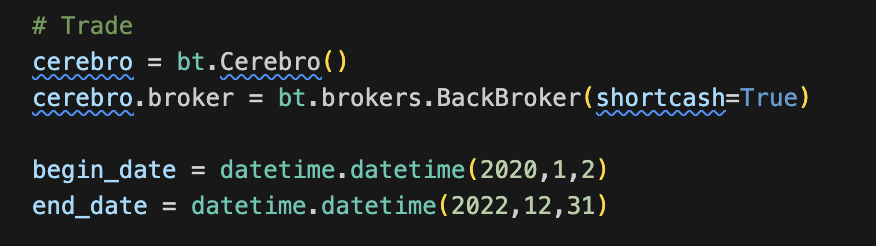 # Trade
cerebro = bt.Cerebro()
cerebro.broker = bt.brokers.BackBroker(shortcash=True)
begin_date = datetime.datetime(2020,1,2)
end_date = datetime.datetime(2022,12,31)